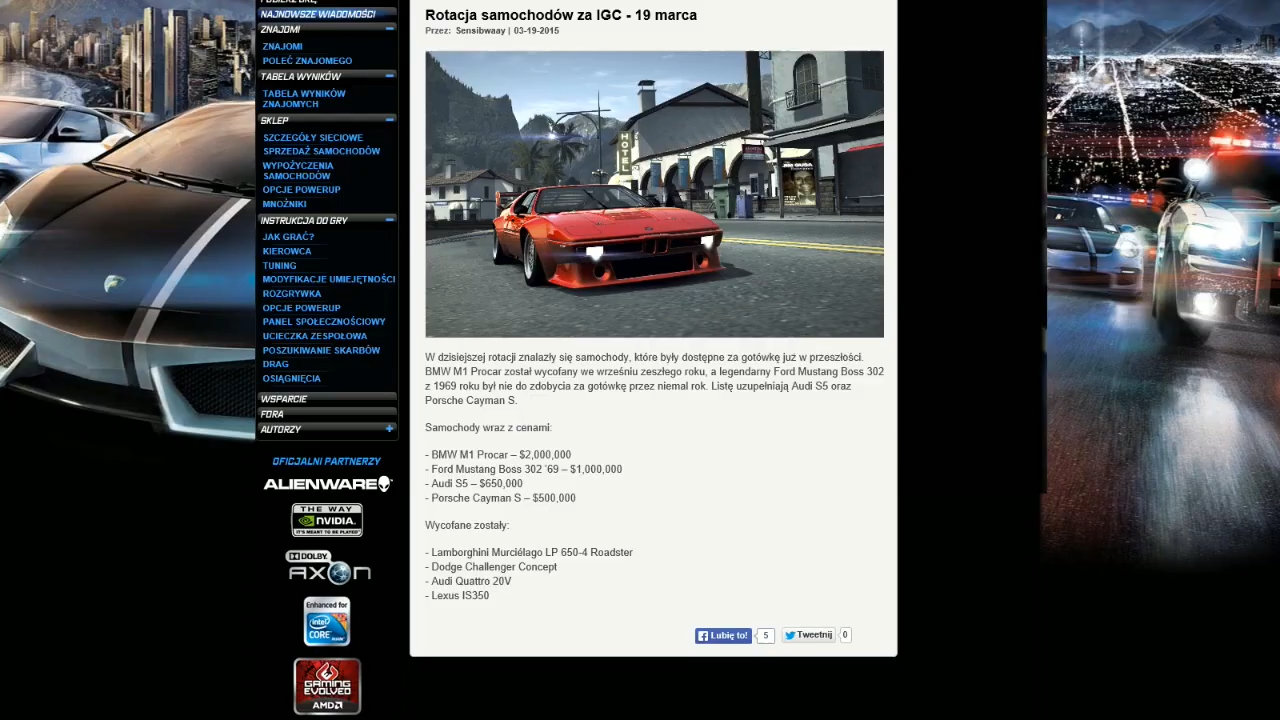 NAJNOWSZE WIADOMOŚCI
ZNAJOMI
ZNAJOMI
POLEĆ ZNAJOMEGO
TABELA WYNIKÓW
TABELA WYNIKÓW
ZNAJOMYCH
SKLEP
SZCZEGÓŁY SIECIOWE
SPRZEDAŻ SAMOCHODÓW
WYPOŻYCZENIA
SAMOCHODÓW
OPCJE POWERUP
MNOŻNIKI
INSTRUKCJA DO GRY
JAK GRAĆ?
KIEROWCA
TUNING
MODYFIKACJE UMIEJĘTNOŚCI
ROZGRYWKA
OPCJE POWERUP
PANEL SPOŁECZNOŚCIOWY
UCIECZKA ZESPOŁOWA
POSZUKIWANIE SKARBÓW
DRAG
OSIĄGNIĘCIA
WSPARCIE
FORA
AUTORZY
OFICJALNI PARTNERZY
ALIENWARE
THE WAY
NVIDIA.
IT'S MEANT TO BE PLAYED
DOLBY
AXON
Enhanced for
intel
CORE
inside
GAMING
EVOLVED
AMD
Rotacja samochodów za IGC - 19 marca
Przez: Sensibwaay | 03-19-2015
HOTEL
W dzisiejszej rotacji znalazły się samochody, które były dostępne za gotówkę już w przeszłości.
BMW M1 Procar został wycofany we wrześniu zeszłego roku, a legendarny Ford Mustang Boss 302
z 1969 roku był nie do zdobycia za gotówkę przez niemal rok. Listę uzupełniają Audi S5 oraz
Porsche Cayman S.
Samochody wraz z cenami:
- BMW M1 Procar – $2,000,000
- Ford Mustang Boss 302 '69 – $1,000,000
- Audi S5 – $650,000
- Porsche Cayman S – $500,000
Wycofane zostały:
- Lamborghini Murciélago LP 650-4 Roadster
- Dodge Challenger Concept
- Audi Quattro 20V
- Lexus IS350
Lubię to! 5 Tweetnij 0